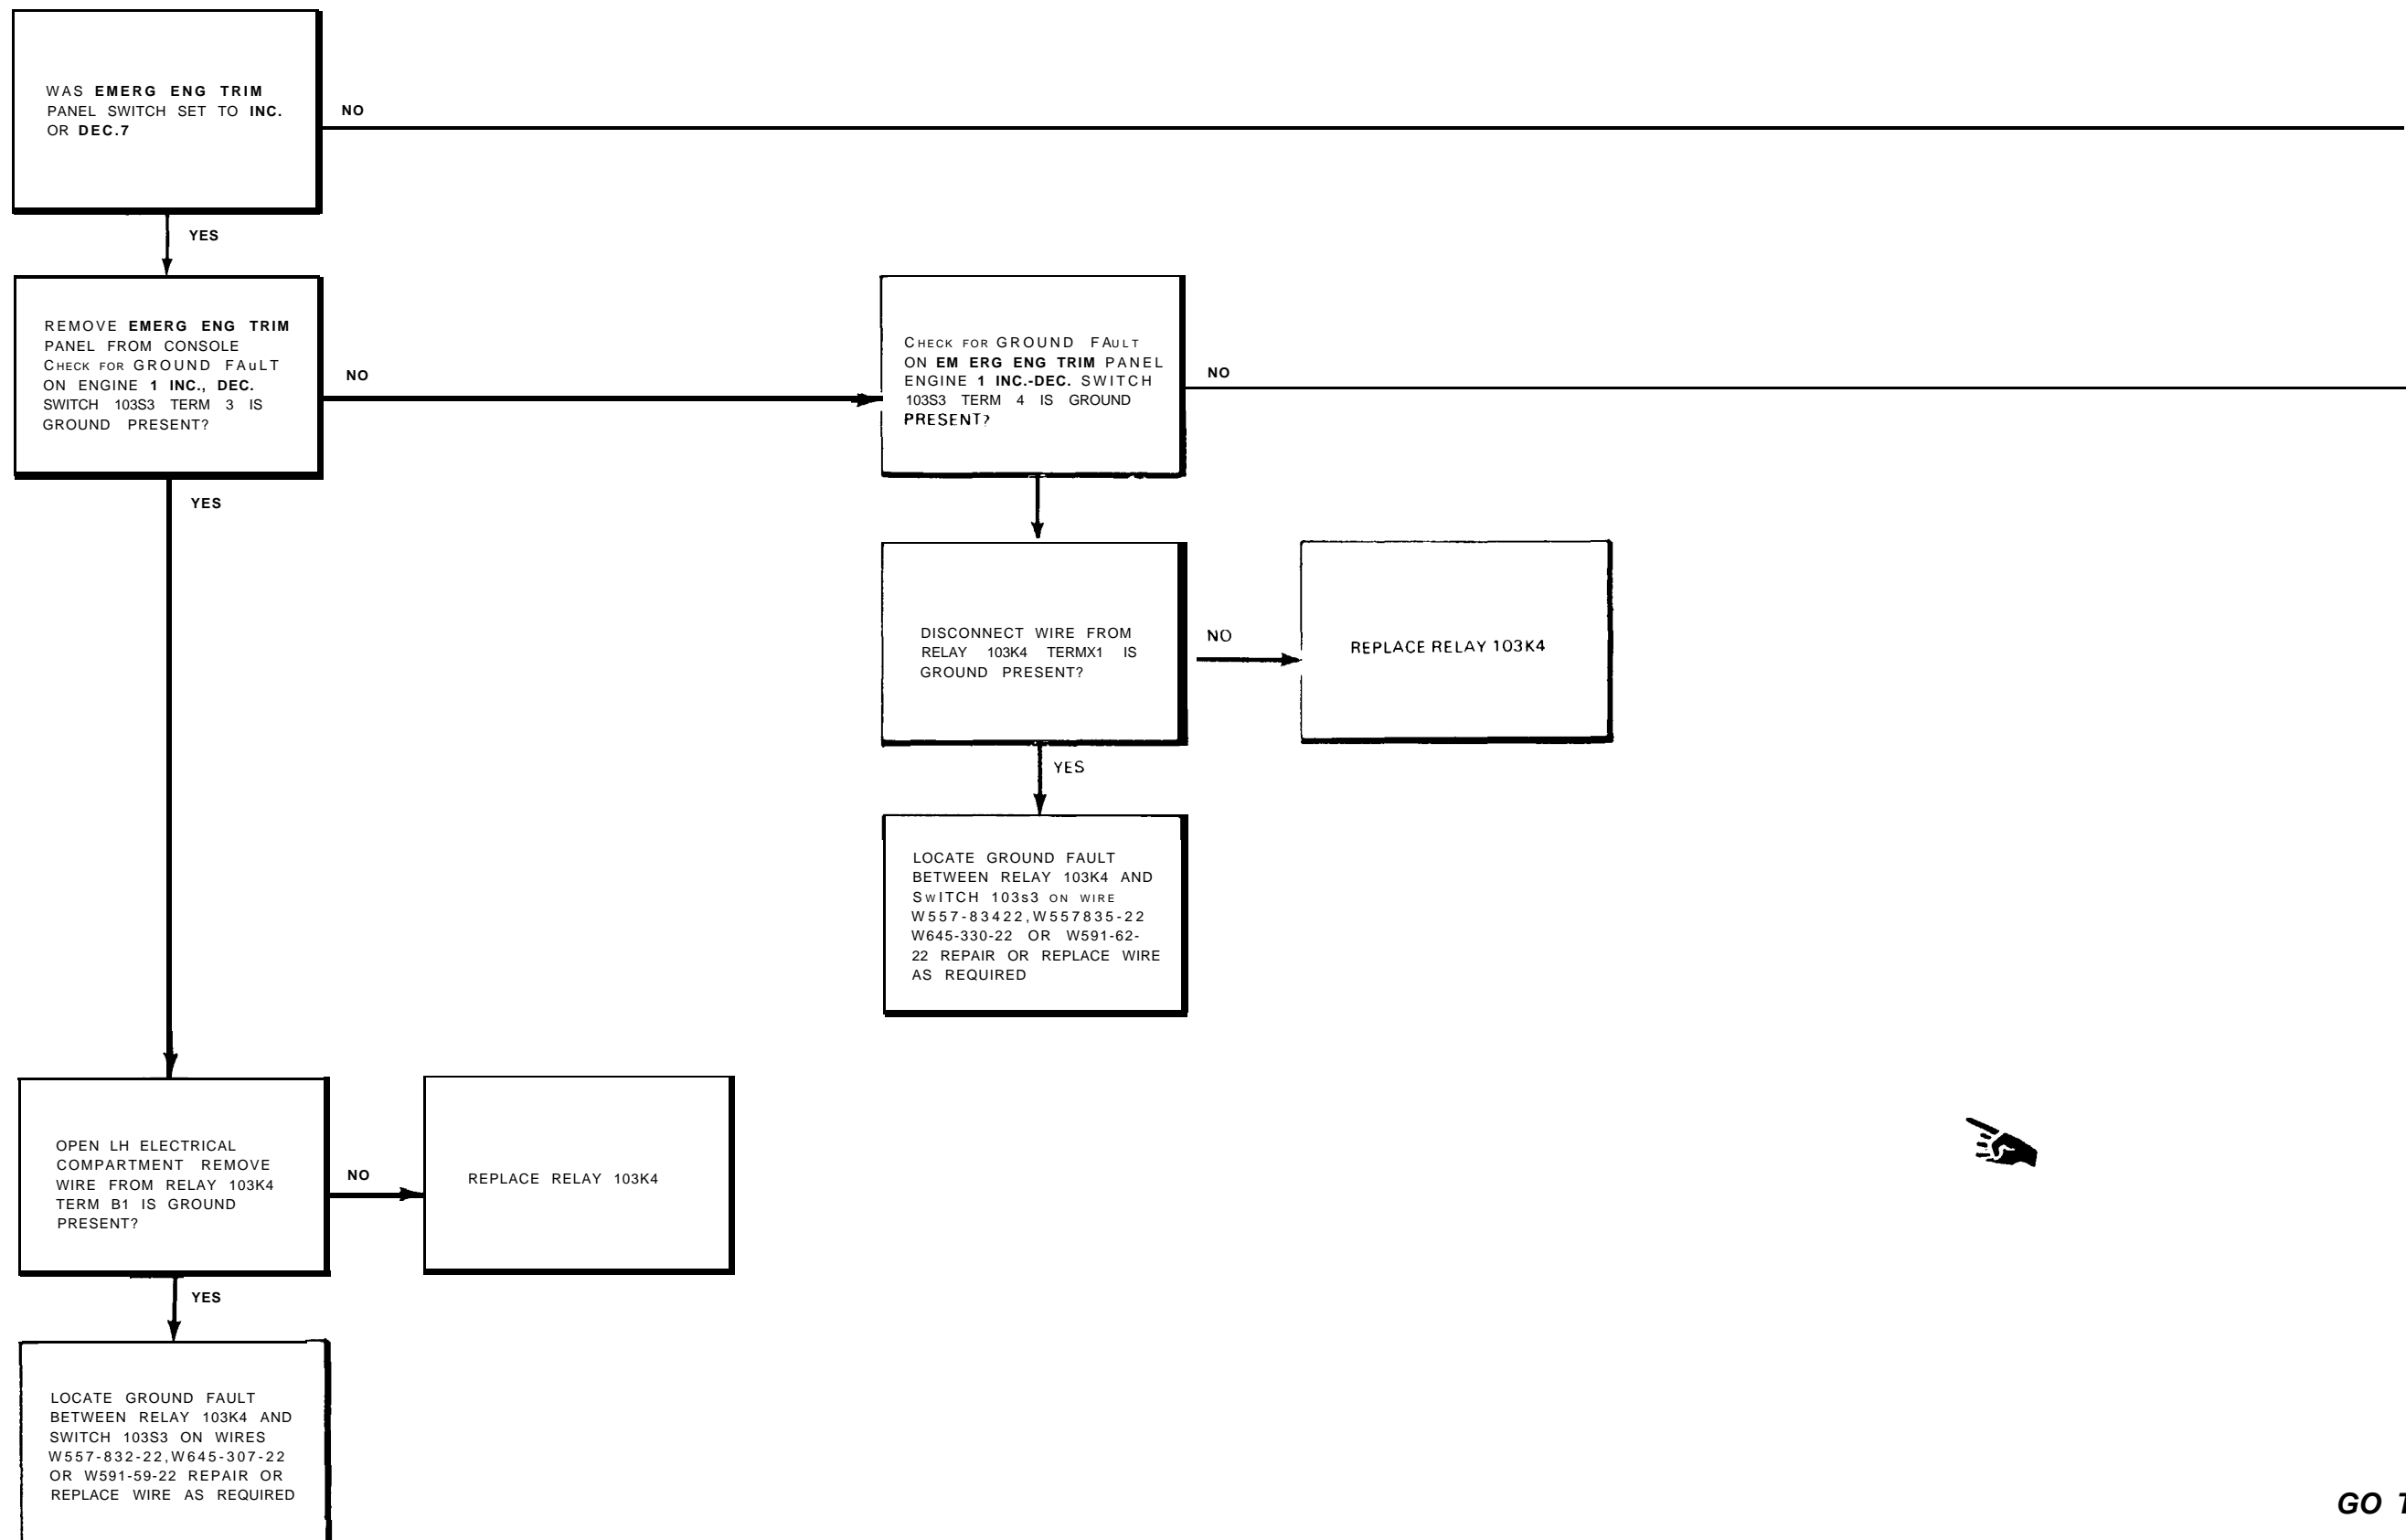 WAS EMERG ENG TRIM
PANEL SWITCH SET TO INC.
OR DEC.7
NO
YES
REMOVE EMERG ENG TRIM
PANEL FROM CONSOLE
CHECK FOR GROUND FAuLT
ON ENGINE 1 INC., DEC.
SWITCH 103S3 TERM 3 IS
GROUND PRESENT?
NO
YES
CHECK FOR GROUND FAULT
ON EM ERG ENG TRIM PANEL
ENGINE 1 INC.-DEC. SWITCH
103S3 TERM 4 IS GROUND
PRESENT?
NO
DISCONNECT WIRE FROM
RELAY 103K4 TERMX1 IS
GROUND PRESENT?
NO
REPLACE RELAY 103K4
YES
LOCATE GROUND FAULT
BETWEEN RELAY 103K4 AND
SwITCH 103s3 ON WIRE
W557-83422,W557835-22
W645-330-22 OR W591-62-
22 REPAIR OR REPLACE WIRE
AS REQUIRED
OPEN LH ELECTRICAL
COMPARTMENT REMOVE
WIRE FROM RELAY 103K4
TERM B1 IS GROUND
PRESENT?
NO
REPLACE RELAY 103K4
YES
LOCATE GROUND FAULT
BETWEEN RELAY 103K4 AND
SWITCH 103S3 ON WIRES
W557-832-22,W645-307-22
OR W591-59-22 REPAIR OR
REPLACE WIRE AS REQUIRED
GO T